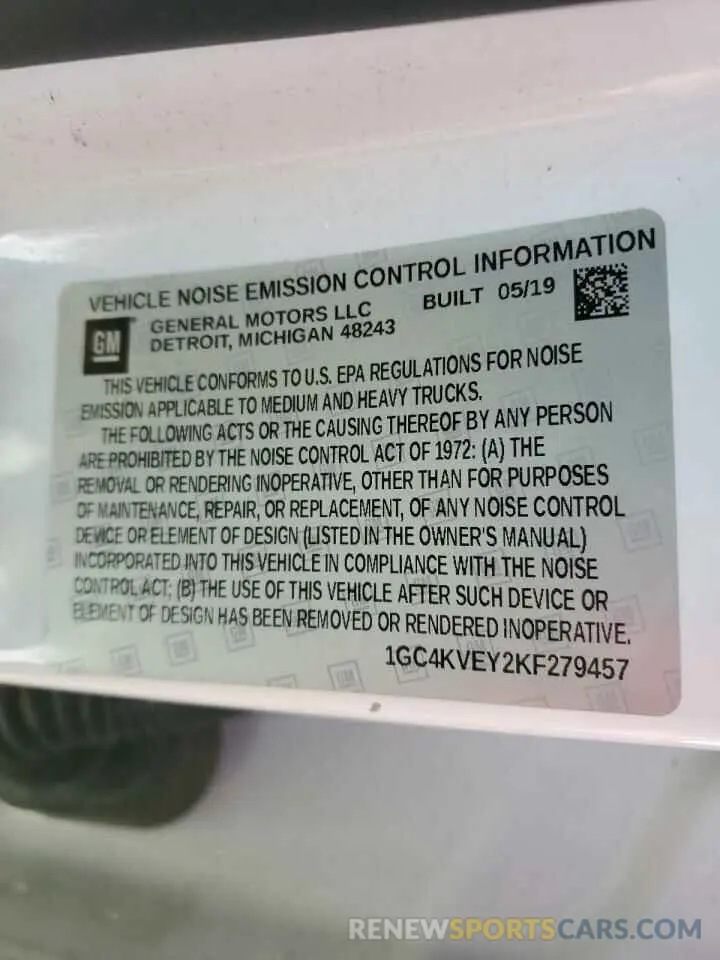 VEHICLE NOISE EMISSION CONTROL INFORMATION
GM ® GENERAL MOTORS LLC BUILT 05/19
DETROIT, MICHIGAN 48243
THIS VEHICLE CONFORMS TO U.S. EPA REGULATIONS FOR NOISE
EMISSION APPLICABLE TO MEDIUM AND HEAVY TRUCKS.
THE FOLLOWING ACTS OR THE CAUSING THEREOF BY ANY PERSON
ARE PROHIBITED BY THE NOISE CONTROL ACT OF 1972: (A) THE
REMOVAL OR RENDERING INOPERATIVE, OTHER THAN FOR PURPOSES
OF MAINTENANCE, REPAIR, OR REPLACEMENT, OF ANY NOISE CONTROL
DEVICE OR ELEMENT OF DESIGN (LISTED IN THE OWNER'S MANUAL)
INCORPORATED INTO THIS VEHICLE IN COMPLIANCE WITH THE NOISE
CONTROL ACT; (B) THE USE OF THIS VEHICLE AFTER SUCH DEVICE OR
ELEMENT OF DESIGN HAS BEEN REMOVED OR RENDERED INOPERATIVE.
1GC4KVEY2KF279457
RENEWSPORTSCARS.COM